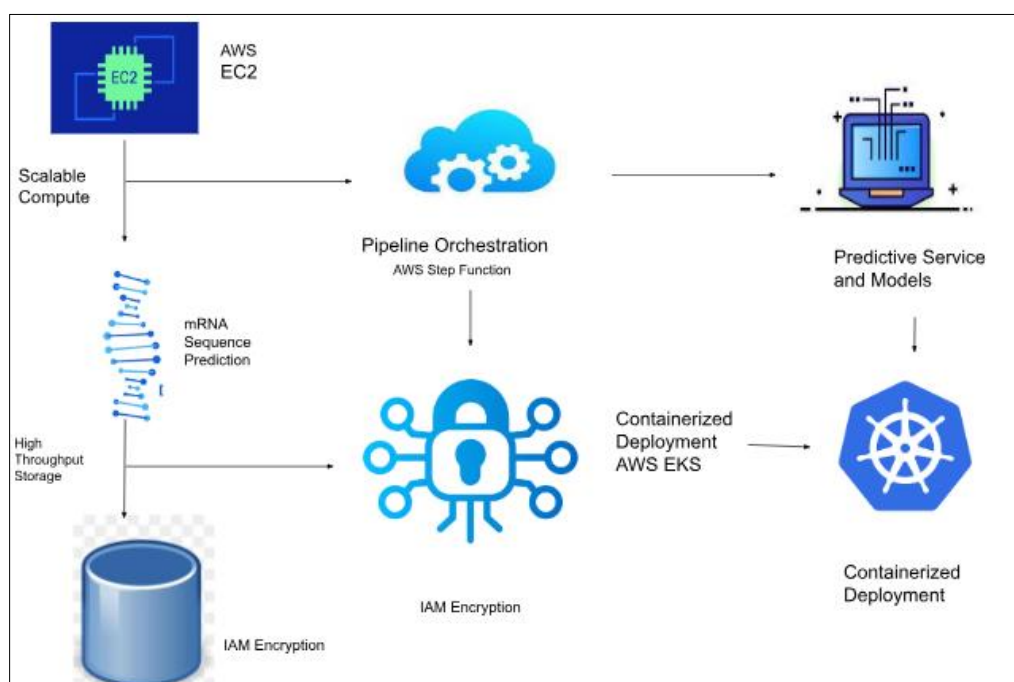 EC2
AWS
EC2
Scalable
Compute
Pipeline Orchestration
AWS Step Function
Predictive Service
and Models
mRNA
Sequence
Prediction
High
Throughput
Storage
Containerized
Deployment
AWS EKS
IAM Encryption
IAM Encryption
Containerized
Deployment